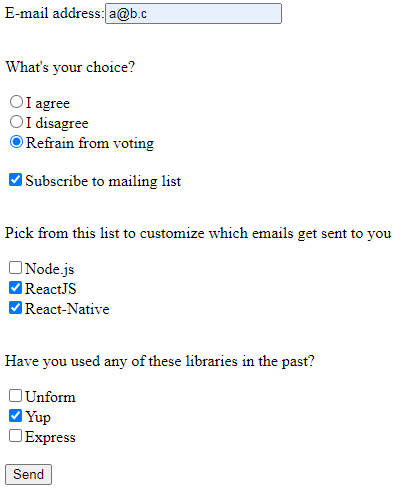 E-mail address: a@b.c
What's your choice?
I agree
I disagree
Refrain from voting
Subscribe to mailing list
Pick from this list to customize which emails get sent to you
Node.js
ReactJS
React-Native
Have you used any of these libraries in the past?
Unform
Yup
Express
Send